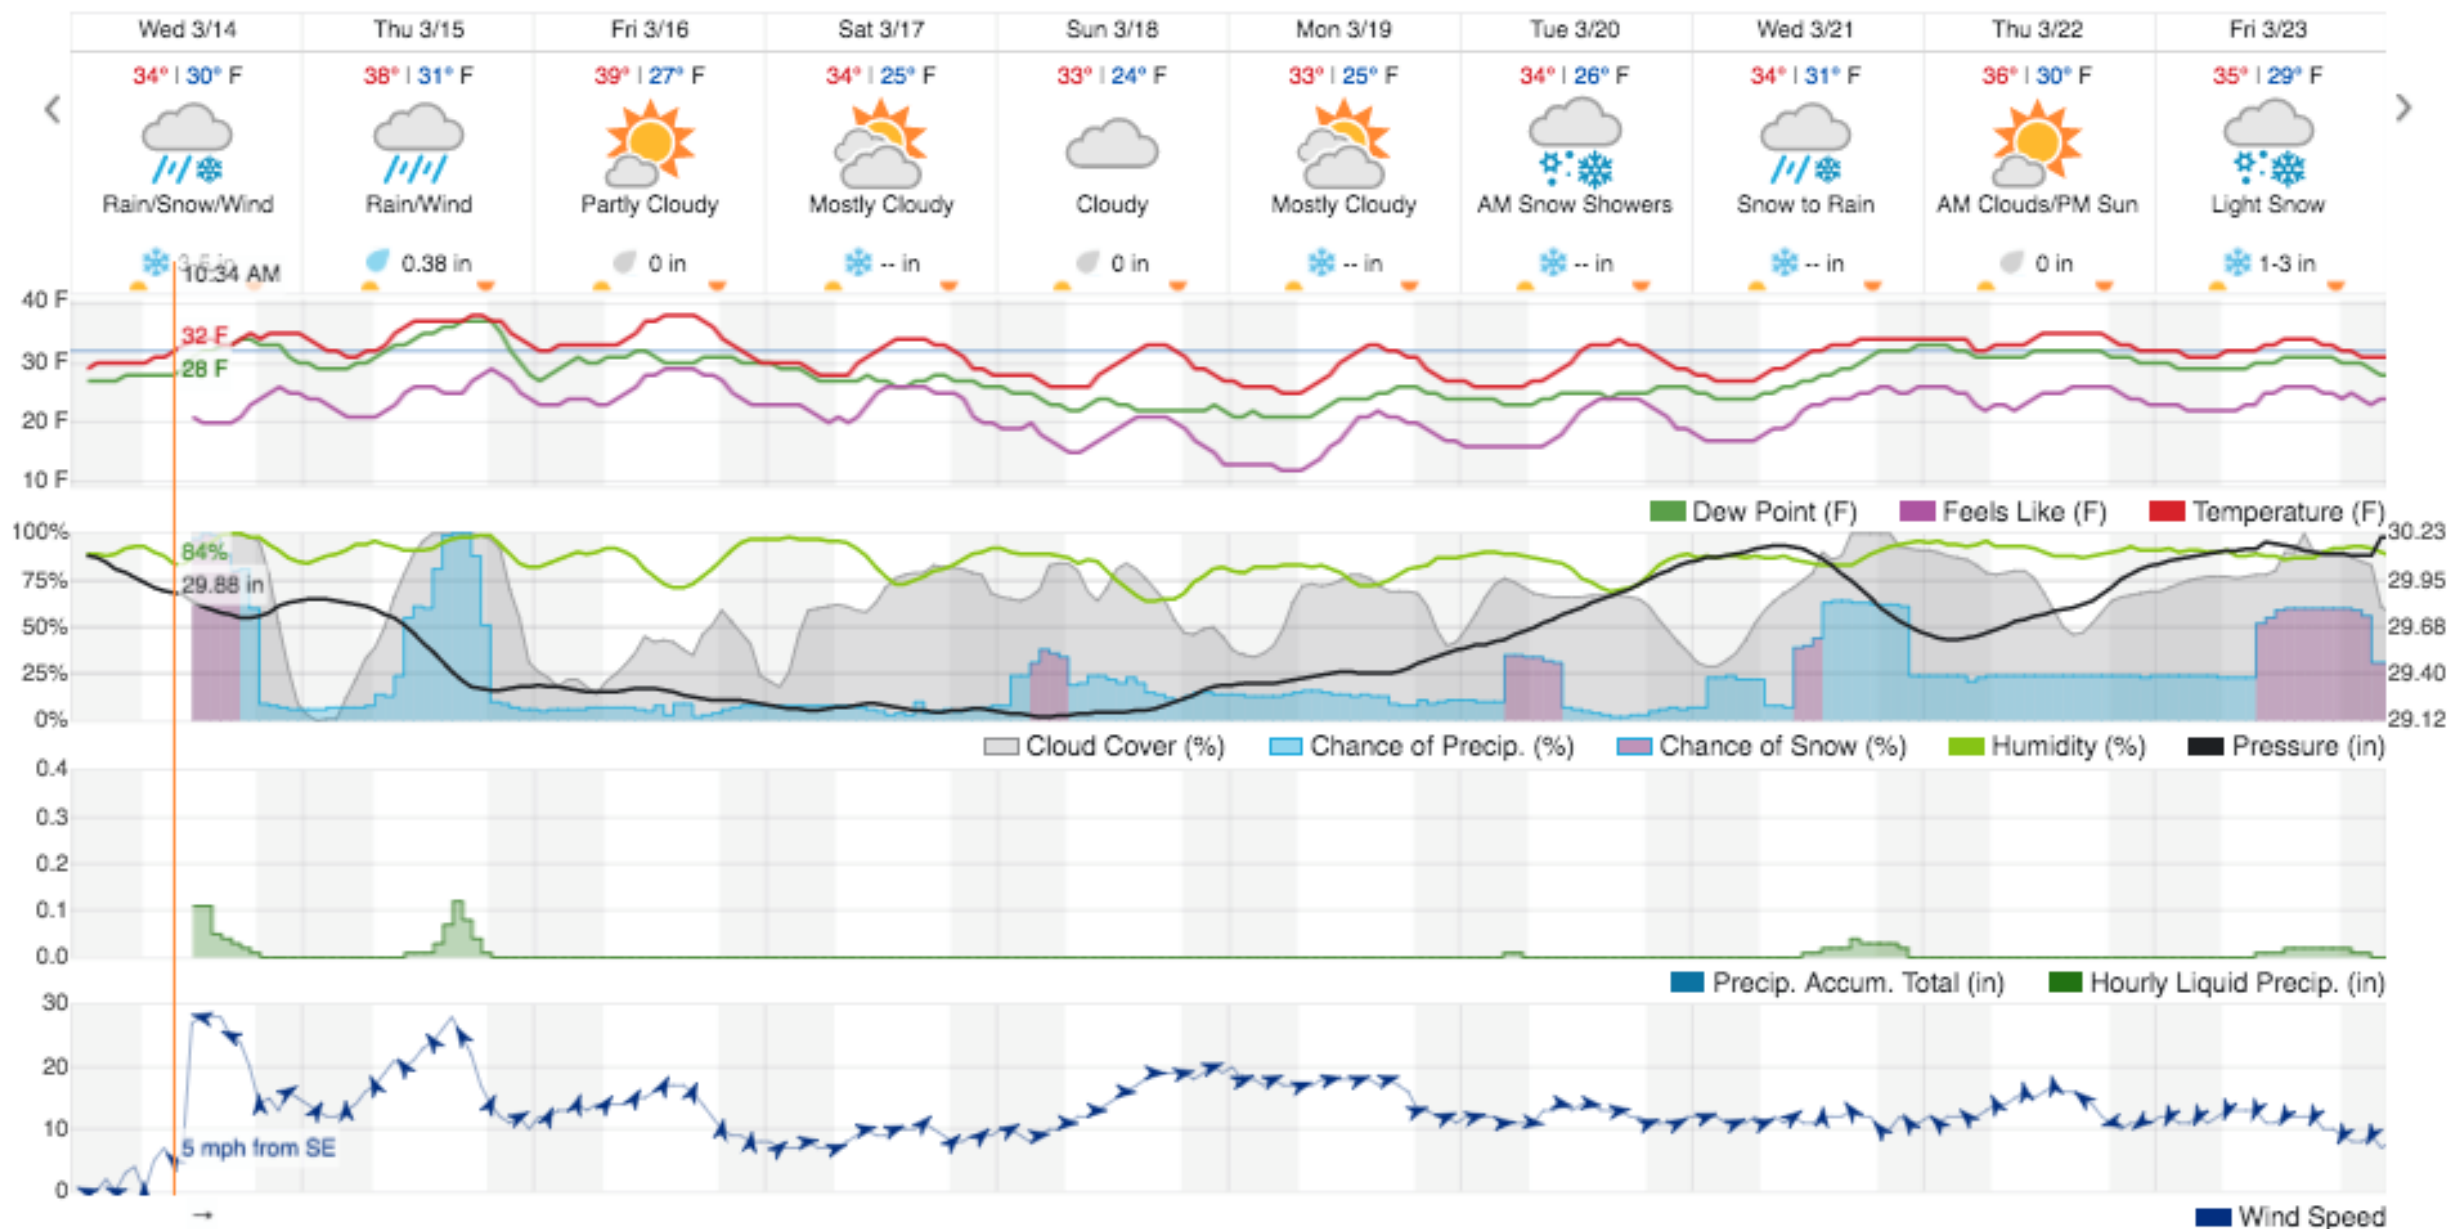 Wed 3/14 Thu 3/15 Fri 3/16 Sat 3/17 Sun 3/18 Mon 3/19 Tue 3/20 Wed 3/21 Thu 3/22 Fri 3/23
34° | 30° F 38° | 31° F 39° | 27° F 34° | 25° F 33° | 24° F 33° | 25° F 34° | 26° F 34° | 31° F 36° | 30° F 35° | 29° F
Rain/Snow/Wind Rain/Wind Partly Cloudy Mostly Cloudy Cloudy Mostly Cloudy AM Snow Showers Snow to Rain AM Clouds/PM Sun Light Snow
0.38 in 0 in -- in 0 in -- in -- in -- in 0 in 1-3 in
10:34 AM
40 F
32 F
30 F
28 F
20 F
10 F
Dew Point (F) Feels Like (F) Temperature (F)
100% 30.23
84%
75% 29.95
29.88 in
50% 29.68
25% 29.40
0% 29.12
Cloud Cover (%) Chance of Precip. (%) Chance of Snow (%) Humidity (%) Pressure (in)
0.4
0.3
0.2
0.1
0.0
Precip. Accum. Total (in) Hourly Liquid Precip. (in)
30
20
10
5 mph from SE
0
Wind Speed